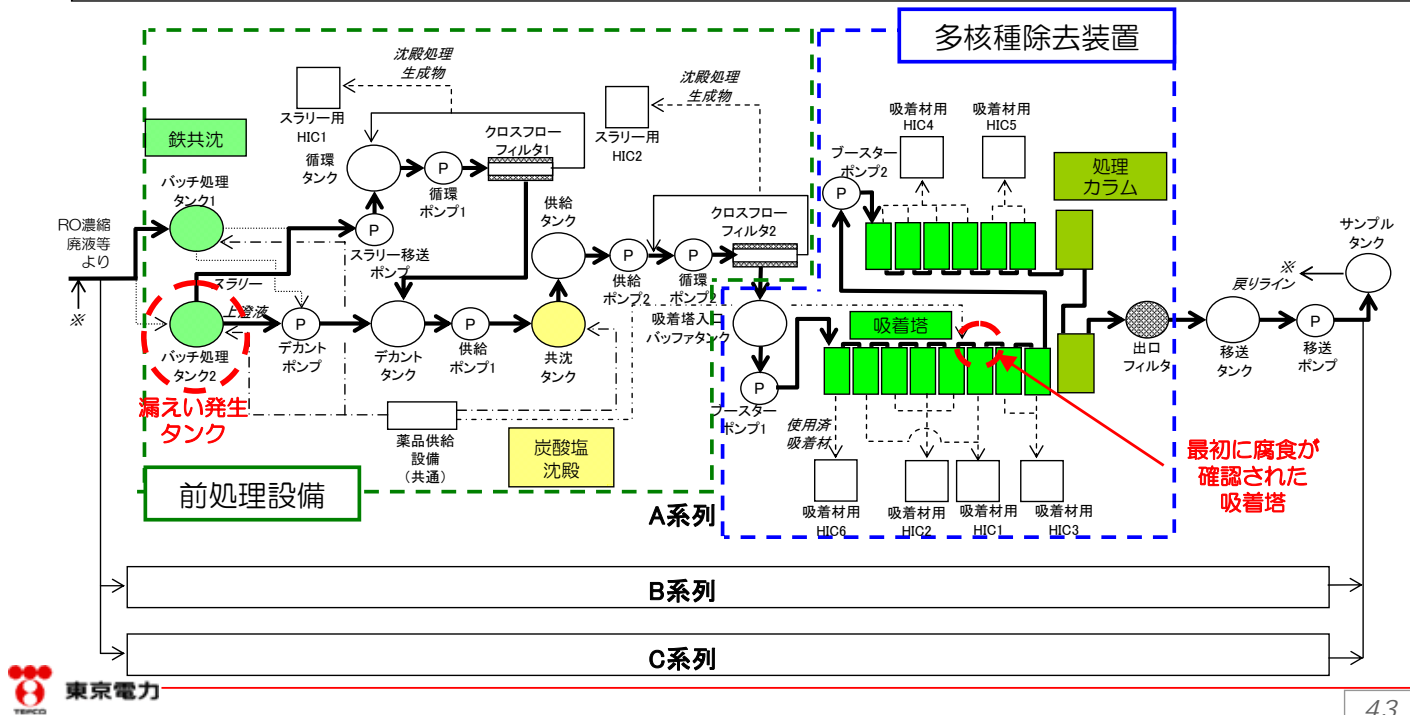 多核種除去装置
沈殿処理
生成物
沈殿処理
生成物
スラリー用
HIC1
スラリー用
HIC2
吸着材用
HIC4
吸着材用
HIC5
鉄共沈
循環
タンク
クロスフロー
フィルタ1
P
循環
ポンプ1
ブースター
ポンプ2
P
処理
カラム
バッチ処理
タンク1
RO濃縮
廃液等
より
※
P
スラリー移送
ポンプ
供給
タンク
クロスフロー
フィルタ2
P
供給
ポンプ2
P
循環
ポンプ2
サンプル
タンク
※
戻りライン
スラリー
上澄液
バッチ処理
タンク2
P
デカント
ポンプ
デカント
タンク
P
供給
ポンプ1
共沈
タンク
吸着塔入口
バッファタンク
吸着塔
出口
フィルタ
移送
タンク
P
移送
ポンプ
漏えい発生
タンク
P
ブースター
ポンプ1
薬品供給
設備
(共通)
炭酸塩
沈殿
使用済
吸着材
最初に腐食が
確認された
吸着塔
前処理設備
吸着材用
HIC6
吸着材用
HIC2
吸着材用
HIC1
吸着材用
HIC3
A系列
B系列
C系列
TEPCO
東京電力
43